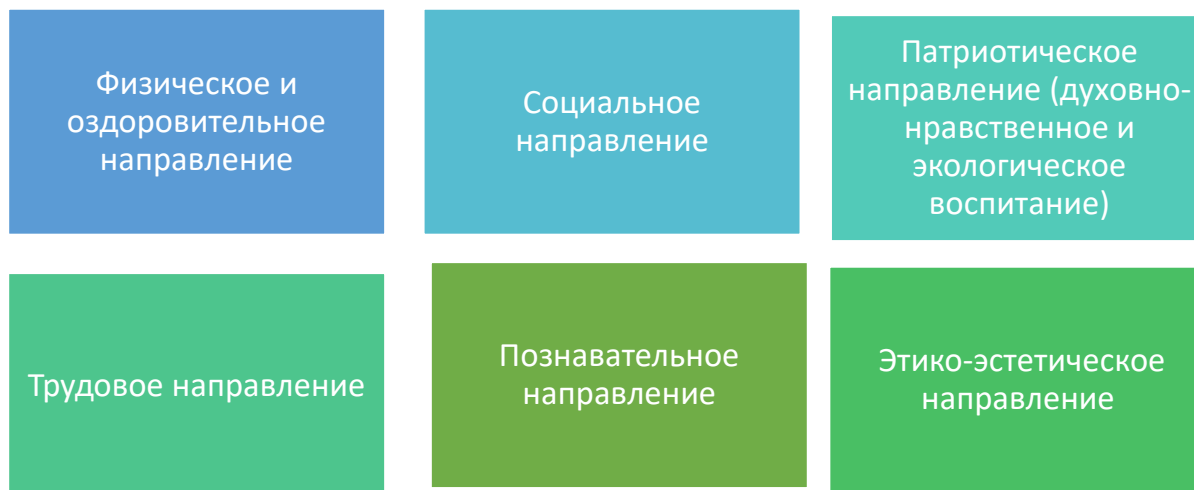 Физическое и
оздоровительное
направление
Социальное
направление
Патриотическое
направление (духовно-
нравственное и
экологическое
воспитание)
Трудовое направление
Познавательное
направление
Этико-эстетическое
направление